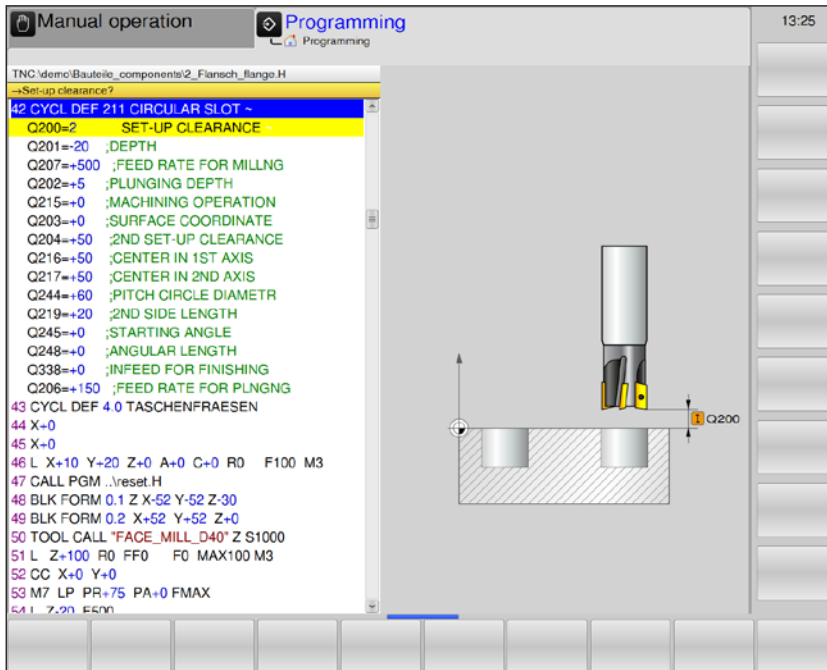 Manual operation
Programming
Programming
13:25
TNC:\demo\Bauteile_components\2_Flansch_flange.H
→Set-up clearance?
42 CYCL DEF 211 CIRCULAR SLOT ~
Q200=2 SET-UP CLEARANCE ~
Q201=-20 ;DEPTH
Q207=+500 ;FEED RATE FOR MILLNG
Q202=+5 ;PLUNGING DEPTH
Q215=+0 ;MACHINING OPERATION
Q203=+0 ;SURFACE COORDINATE
Q204=+50 ;2ND SET-UP CLEARANCE
Q216=+50 ;CENTER IN 1ST AXIS
Q217=+50 ;CENTER IN 2ND AXIS
Q244=+60 ;PITCH CIRCLE DIAMETR
Q219=+20 ;2ND SIDE LENGTH
Q245=+0 ;STARTING ANGLE
Q248=+0 ;ANGULAR LENGTH
Q338=+0 ;INFEED FOR FINISHING
Q206=+150 ;FEED RATE FOR PLNGNG
43 CYCL DEF 4.0 TASCHENFRAESEN
44 X+0
45 X+0
46 L X+10 Y+20 Z+0 A+0 C+0 R0 F100 M3
47 CALL PGM ..\reset.H
48 BLK FORM 0.1 Z X-52 Y-52 Z-30
49 BLK FORM 0.2 X+52 Y+52 Z+0
50 TOOL CALL "FACE_MILL_D40" Z S1000
51 L Z+100 R0 FF0 F0 MAX100 M3
52 CC X+0 Y+0
53 M7 LP PR+75 PA+0 FMAX
54 L Z-20 F500
I Q200